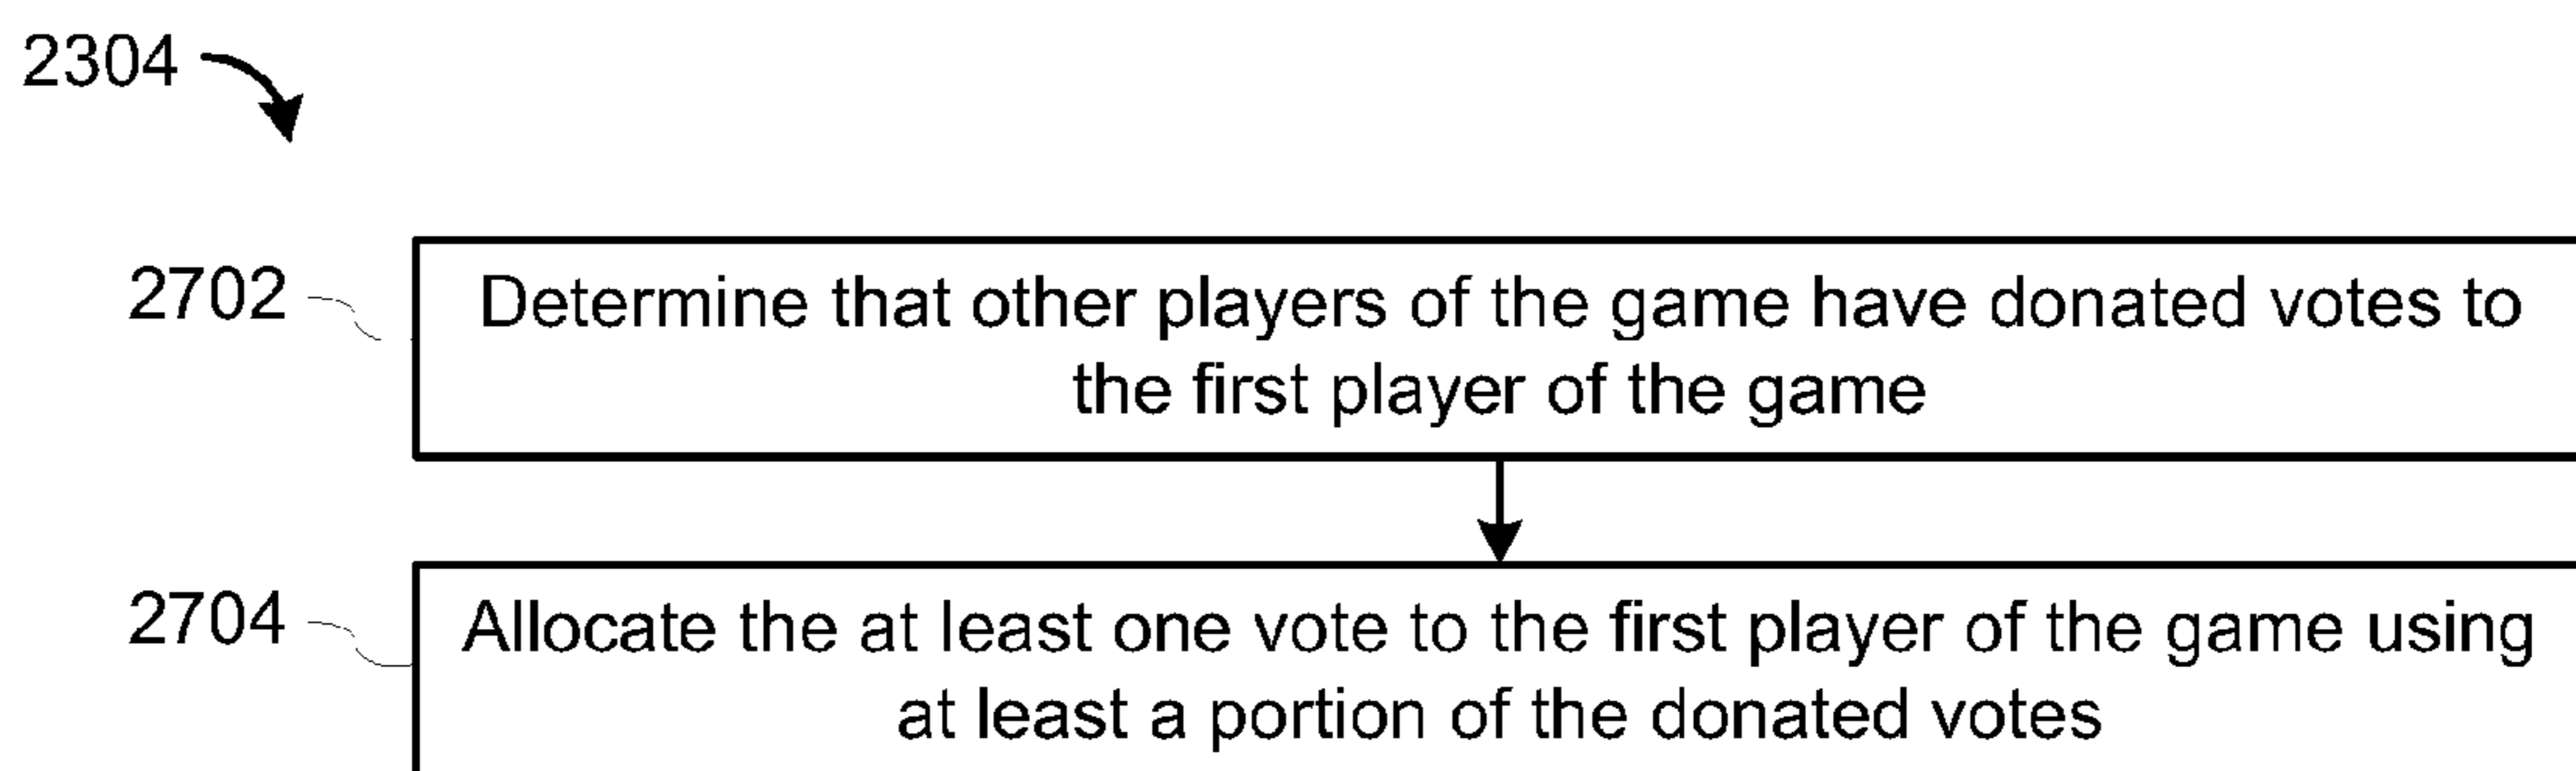 2304
2702
Determine that other players of the game have donated votes to
the first player of the game
2704
Allocate the at least one vote to the first player of the game using
at least a portion of the donated votes